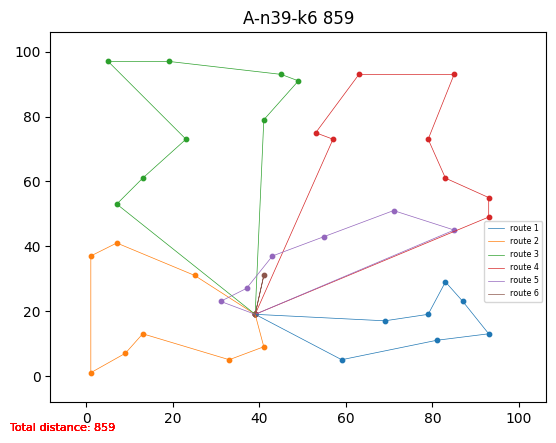 A-n39-k6 859
100
80
60
40
20
0
route 1
route 2
route 3
route 4
route 5
route 6
0 20 40 60 80 100
Total distance: 859